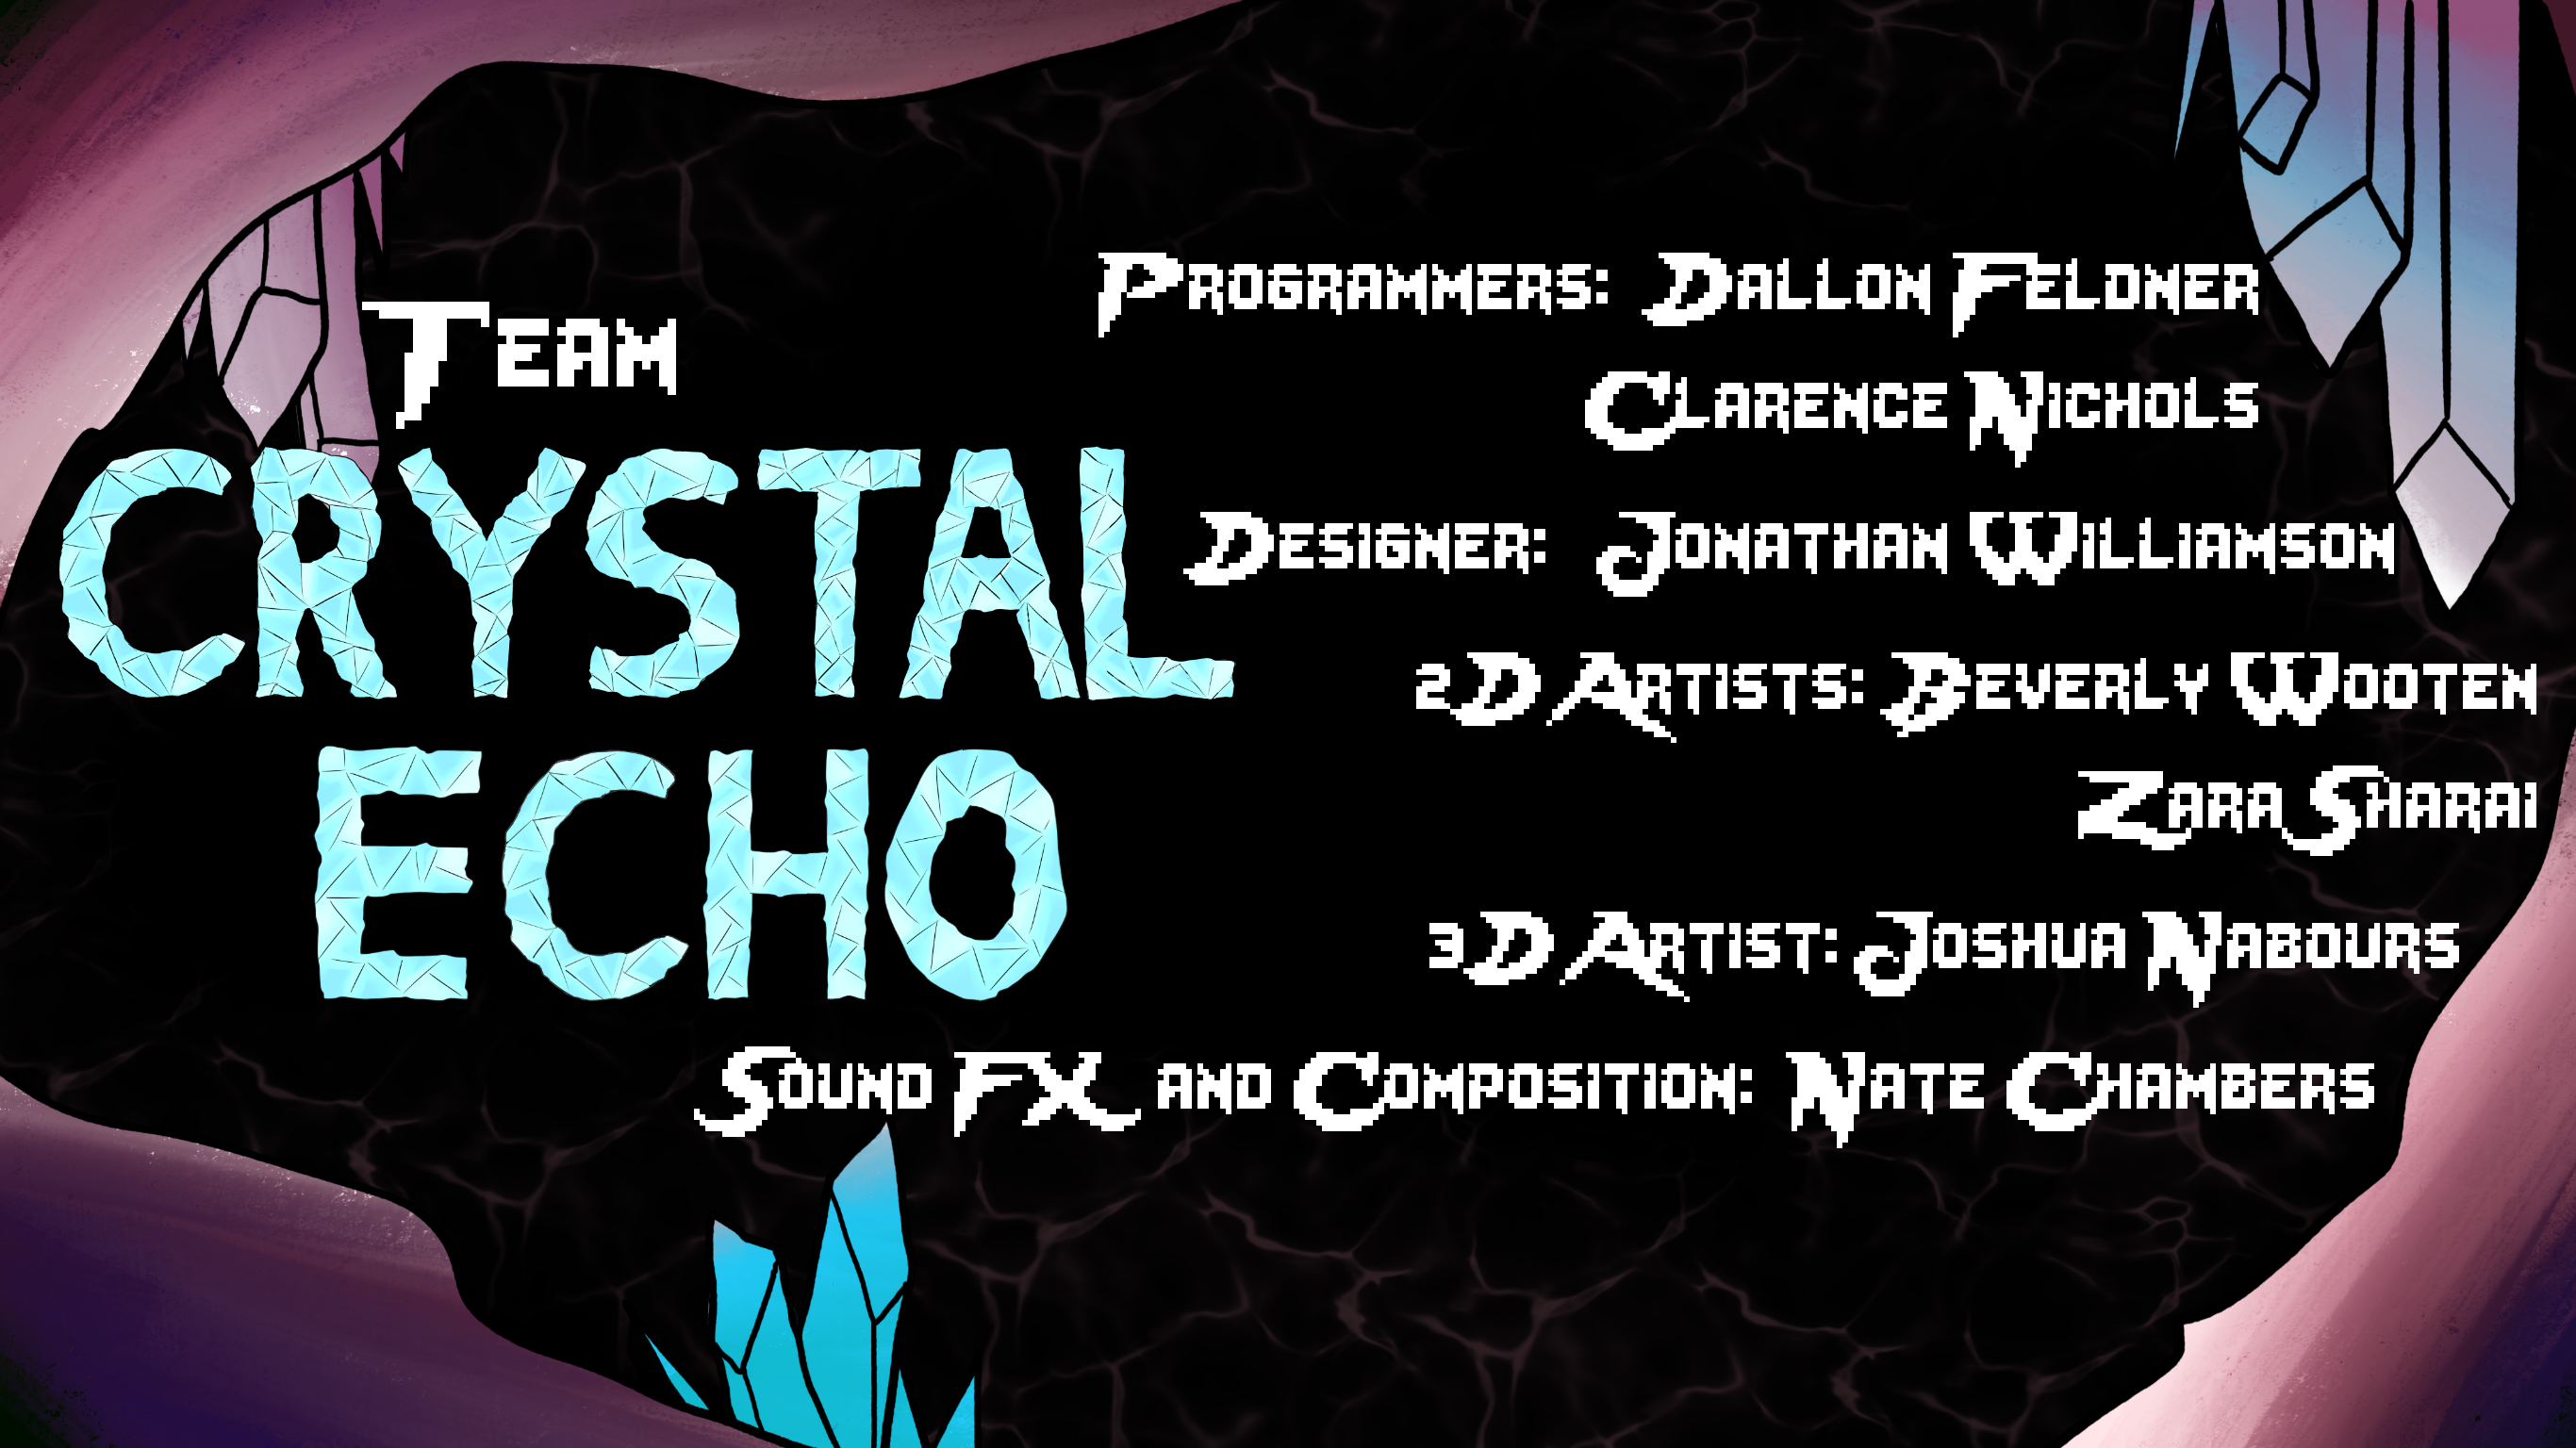 Team
CRYSTAL
ECHO
Programmers: Dallon Feldner
Clarence Nichols
Designer: Jonathan Williamson
2D Artists: Beverly Wooten
Zara Sharai
3D Artist: Joshua Nabours
Sound FX and Composition: Nate Chambers